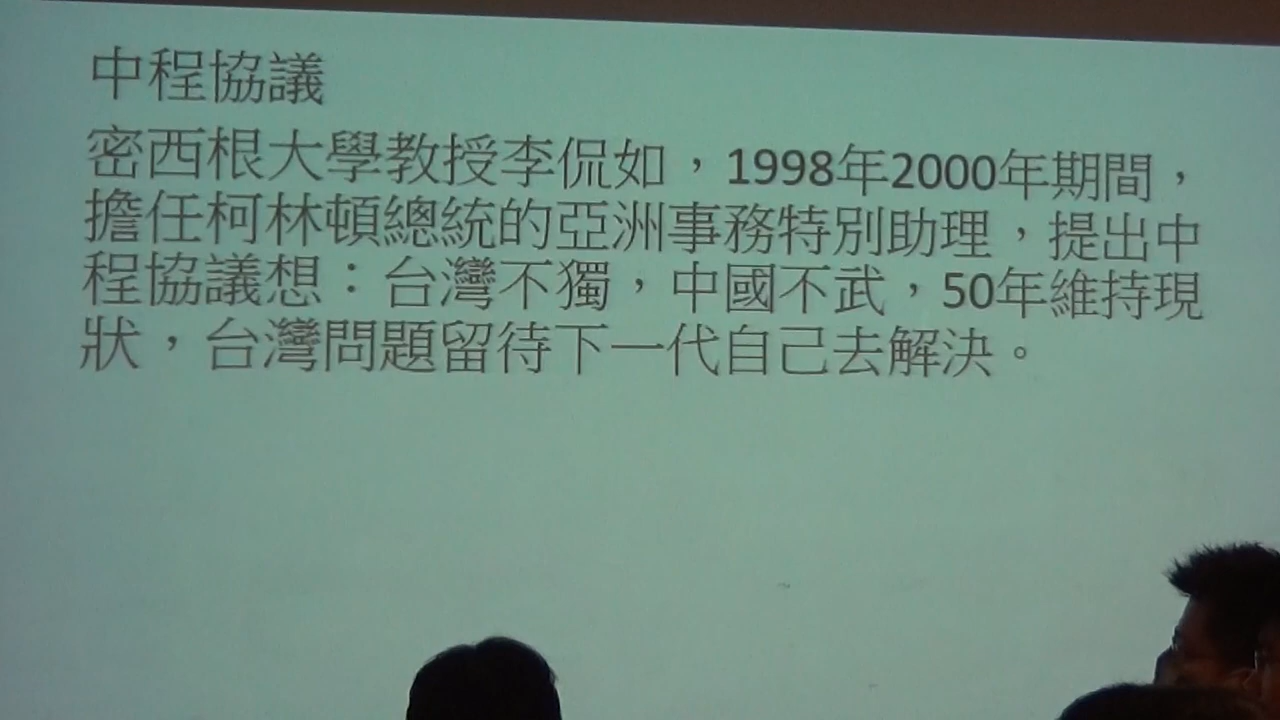 中程協議
密西根大學教授李侃如，1998年2000年期間，
擔任柯林頓總統的亞洲事務特別助理，提出中
程協議想：台灣不獨，中國不武，50年維持現
狀，台灣問題留待下一代自己去解決。